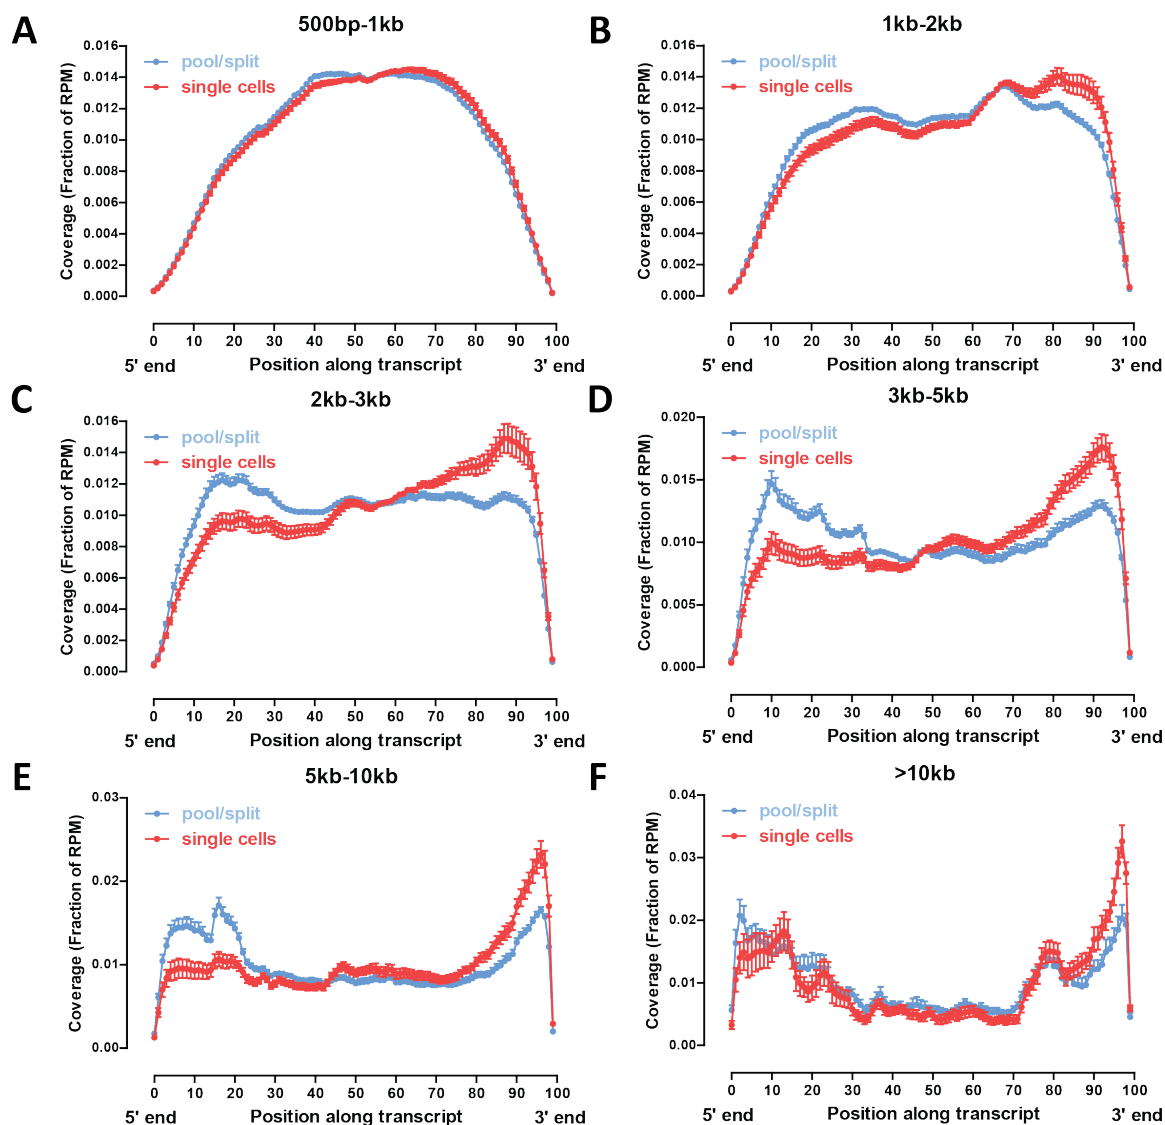 A
500bp-1kb
pool/split
single cells
Coverage (Fraction of RPM)
0.016
0.014
0.012
0.010
0.008
0.006
0.004
0.002
0.000
0 10 20 30 40 50 60 70 80 90 100
5' end Position along transcript 3' end
B
1kb-2kb
pool/split
single cells
Coverage (Fraction of RPM)
0.016
0.014
0.012
0.010
0.008
0.006
0.004
0.002
0.000
0 10 20 30 40 50 60 70 80 90 100
5' end Position along transcript 3' end
C
2kb-3kb
pool/split
single cells
Coverage (Fraction of RPM)
0.016
0.014
0.012
0.010
0.008
0.006
0.004
0.002
0.000
0 10 20 30 40 50 60 70 80 90 100
5' end Position along transcript 3' end
D
3kb-5kb
pool/split
single cells
Coverage (Fraction of RPM)
0.020
0.015
0.010
0.005
0.000
0 10 20 30 40 50 60 70 80 90 100
5' end Position along transcript 3' end
E
5kb-10kb
pool/split
single cells
Coverage (Fraction of RPM)
0.03
0.02
0.01
0.00
0 10 20 30 40 50 60 70 80 90 100
5' end Position along transcript 3' end
F
>10kb
pool/split
single cells
Coverage (Fraction of RPM)
0.04
0.03
0.02
0.01
0.00
0 10 20 30 40 50 60 70 80 90 100
5' end Position along transcript 3' end